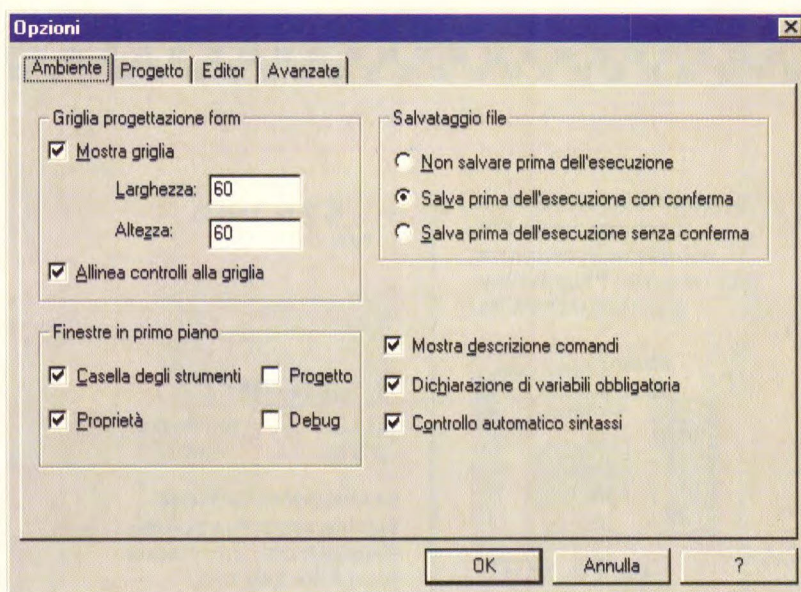 Opzioni
Ambiente
Progetto
Editor
Avanzate
Griglia progettazione form
Mostra griglia
Larghezza: 60
Altezza: 60
Allinea controlli alla griglia
Salvataggio file
Non salvare prima dell'esecuzione
Salva prima dell'esecuzione con conferma
Salva prima dell'esecuzione senza conferma
Finestre in primo piano
Casella degli strumenti
Progetto
Proprietà
Debug
Mostra descrizione comandi
Dichiarazione di variabili obbligatoria
Controllo automatico sintassi
OK
Annulla
?